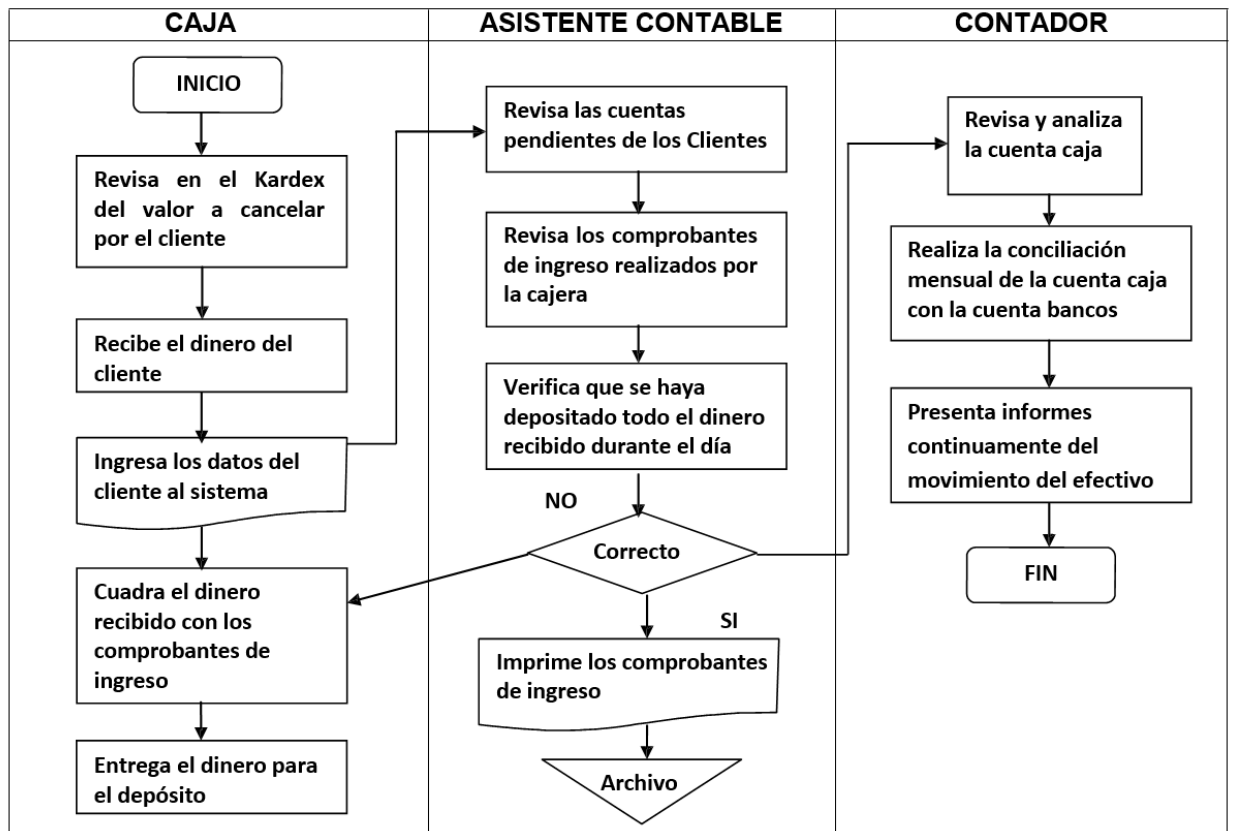 CAJA
ASISTENTE CONTABLE
CONTADOR
INICIO
Revisa en el Kardex
del valor a cancelar
por el cliente
Recibe el dinero del
cliente
Ingresa los datos del
cliente al sistema
Cuadra el dinero
recibido con los
comprobantes de
ingreso
Entrega el dinero para
el depósito
Revisa las cuentas
pendientes de los Clientes
Revisa los comprobantes
de ingreso realizados por
la cajera
Verifica que se haya
depositado todo el dinero
recibido durante el día
NO
Correcto
SI
Imprime los comprobantes
de ingreso
Archivo
Revisa y analiza
la cuenta caja
Realiza la conciliación
mensual de la cuenta caja
con la cuenta bancos
Presenta informes
continuamente del
movimiento del efectivo
FIN